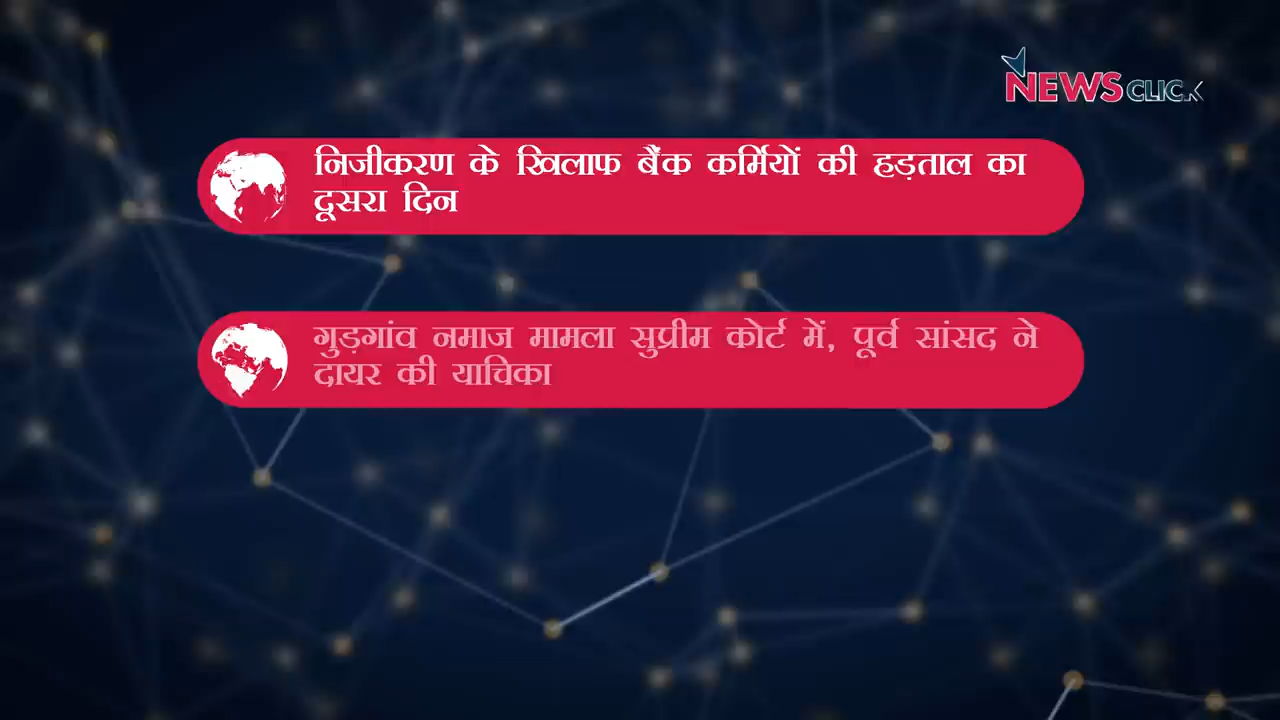 NEWSCLICK
निजीकरण के खिलाफ बैंक कर्मियों की हड़ताल का
दूसरा दिन
गुड़गांव नमाज मामला सुप्रीम कोर्ट में, पूर्व सांसद ने
दायर की याचिका